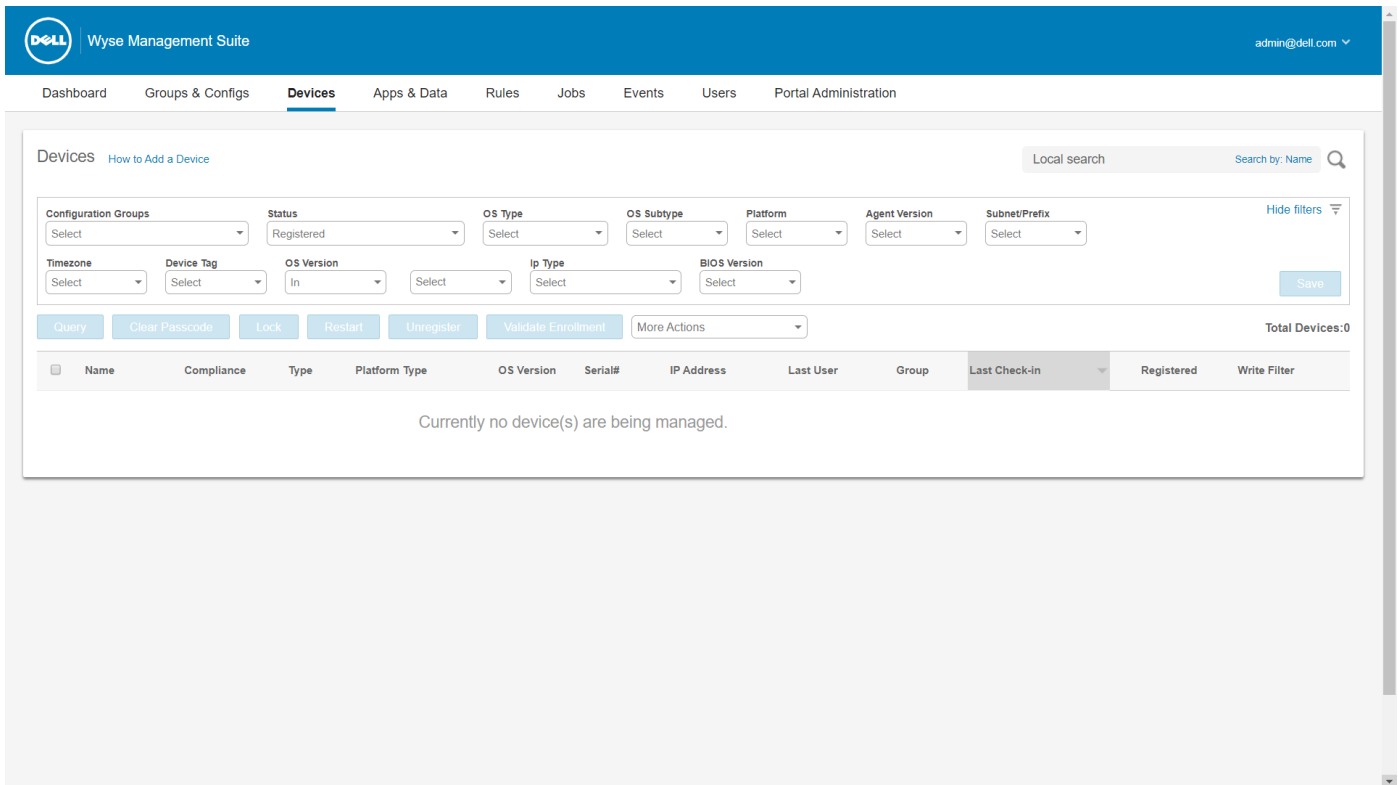 DELL Wyse Management Suite admin@dell.com
Dashboard Groups & Configs Devices Apps & Data Rules Jobs Events Users Portal Administration
Devices How to Add a Device Local search Search by: Name
Hide filters
Configuration Groups Status OS Type OS Subtype Platform Agent Version Subnet/Prefix
Select Registered Select Select Select Select Select
Timezone Device Tag OS Version Ip Type BIOS Version
Select Select In Select Select Select Save
Query Clear Passcode Lock Restart Unregister Validate Enrollment More Actions Total Devices:0
Name Compliance Type Platform Type OS Version Serial# IP Address Last User Group Last Check-in Registered Write Filter
Currently no device(s) are being managed.